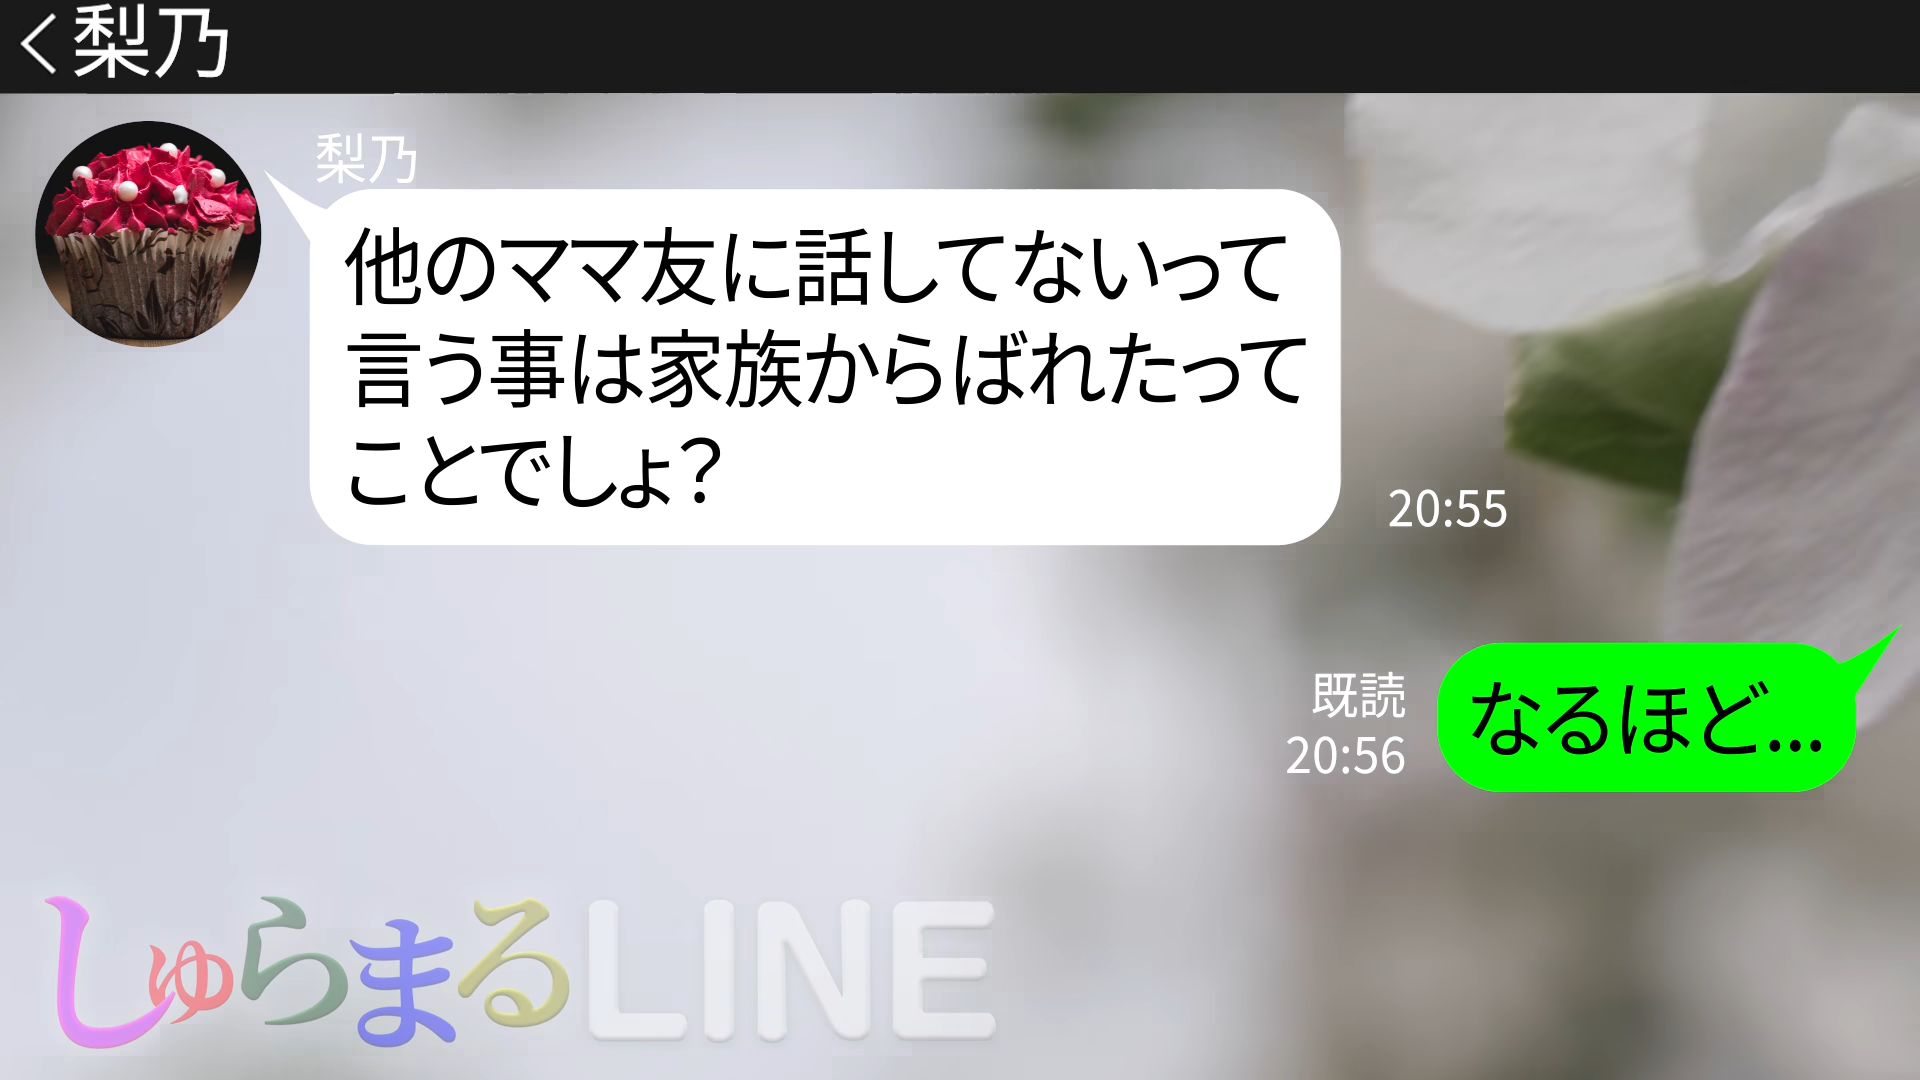 梨乃
梨乃
他のママ友に話してないって
言う事は家族からばれたって
ことでしょ？
20:55
なるほど...
既読
20:56
しゅらまるLINE